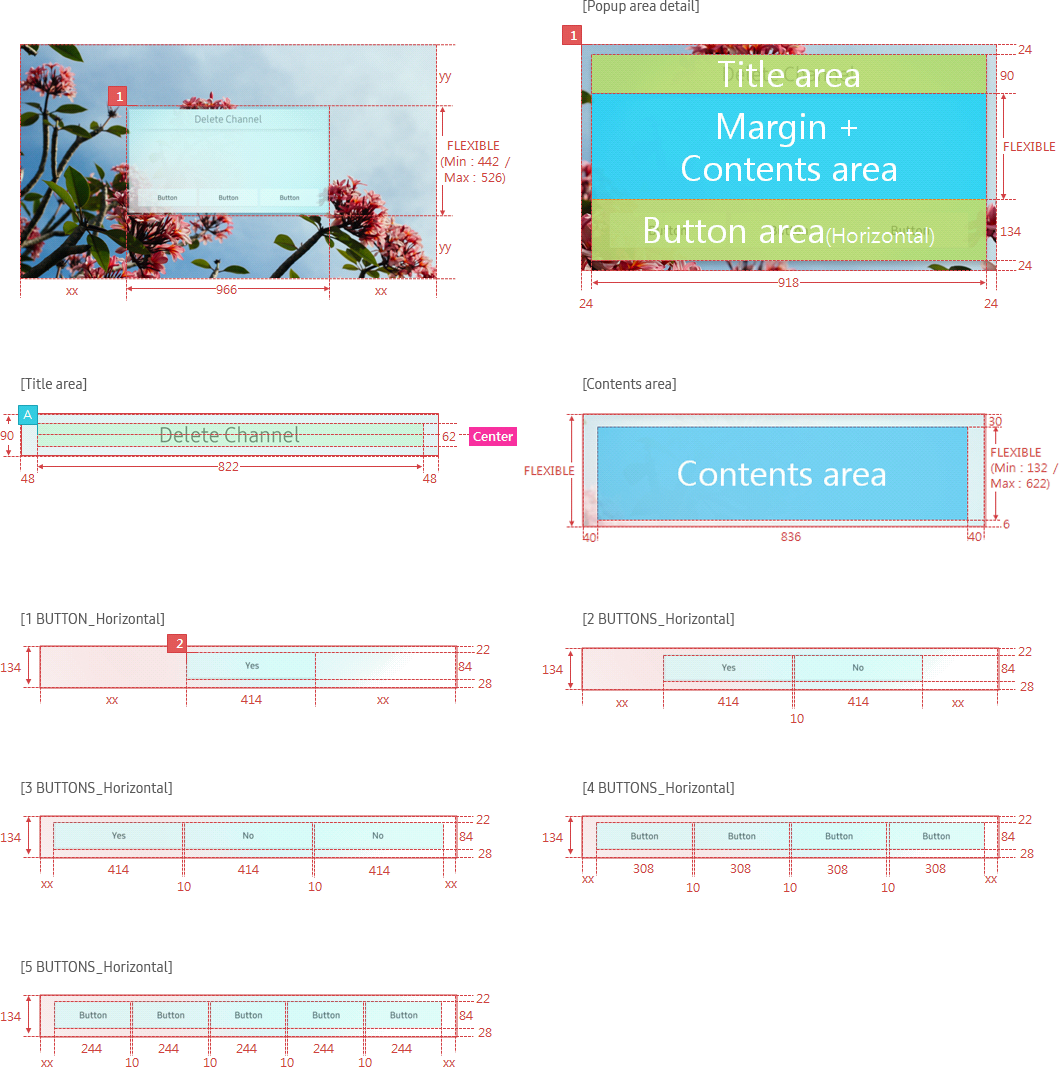 [Popup area detail]
1
Delete Channel
Button Button Button
yy
FLEXIBLE
(Min : 442 /
Max : 526)
yy
xx 966 xx
1
Title area
Margin +
Contents area
Button area(Horizontal)
24
90
FLEXIBLE
134
24
918
24 24
[Title area]
A
Delete Channel
90
62
Center
822
48 48
[Contents area]
Contents area
FLEXIBLE
30
FLEXIBLE
(Min : 132 /
Max : 622)
6
40 836 40
[1 BUTTON_Horizontal]
2
Yes
134
22
84
28
xx 414 xx
[2 BUTTONS_Horizontal]
Yes No
134
22
84
28
xx 414 414 xx
10
[3 BUTTONS_Horizontal]
Yes No No
134
22
84
28
414 414 414
xx 10 10 xx
[4 BUTTONS_Horizontal]
Button Button Button Button
134
22
84
28
308 308 308 308
xx 10 10 10 xx
[5 BUTTONS_Horizontal]
Button Button Button Button Button
134
22
84
28
244 244 244 244 244
xx 10 10 10 10 xx